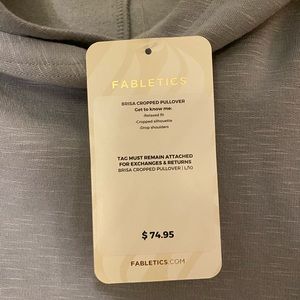 FABLETICS
BRISA CROPPED PULLOVER
Get to know me:
-Relaxed fit
-Cropped silhouette
-Drop shoulders
TAG MUST REMAIN ATTACHED
FOR EXCHANGES & RETURNS
BRISA CROPPED PULLOVER |
$ 74.95
FABLETICS.COM